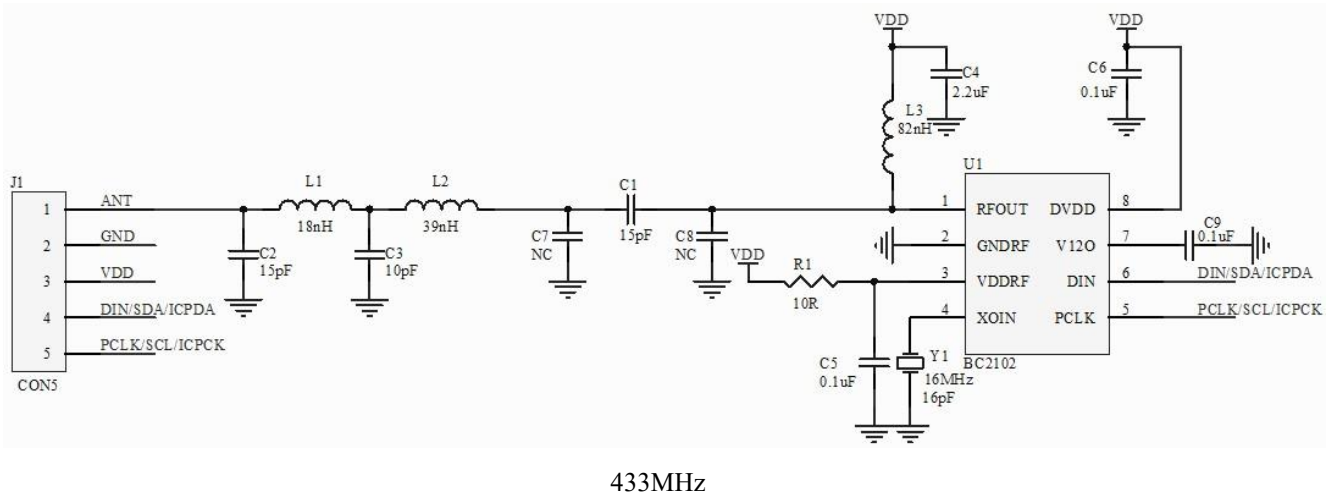 VDD
VDD
C4
2.2uF
C6
0.1uF
L3
82nH
J1
U1
1 ANT
L1
18nH
L2
39nH
C1
15pF
1 RFOUT DVDD 8
2 GND
C2
15pF
C3
10pF
C7
NC
C8
NC
2 GNDRF V12O 7
C9
0.1uF
3 VDD
VDD
R1
10R
3 VDDRF DIN 6 DIN/SDA/ICPDA
4 DIN/SDA/ICPDA
4 XOIN PCLK 5 PCLK/SCL/ICPCK
5 PCLK/SCL/ICPCK
CON5
C5
0.1uF
Y1
16MHz
16pF
BC2102
433MHz